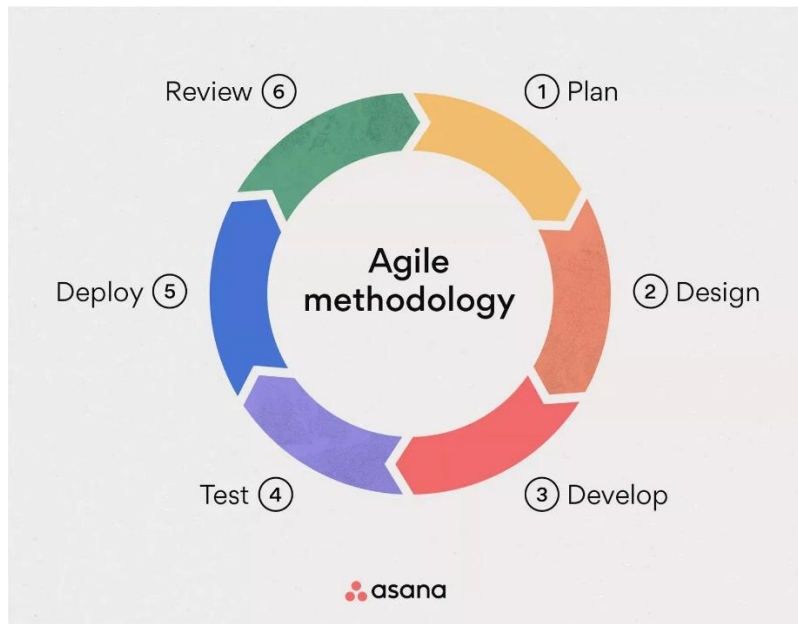 Review 6
1 Plan
Agile
methodology
Deploy 5
2 Design
Test 4
3 Develop
asana